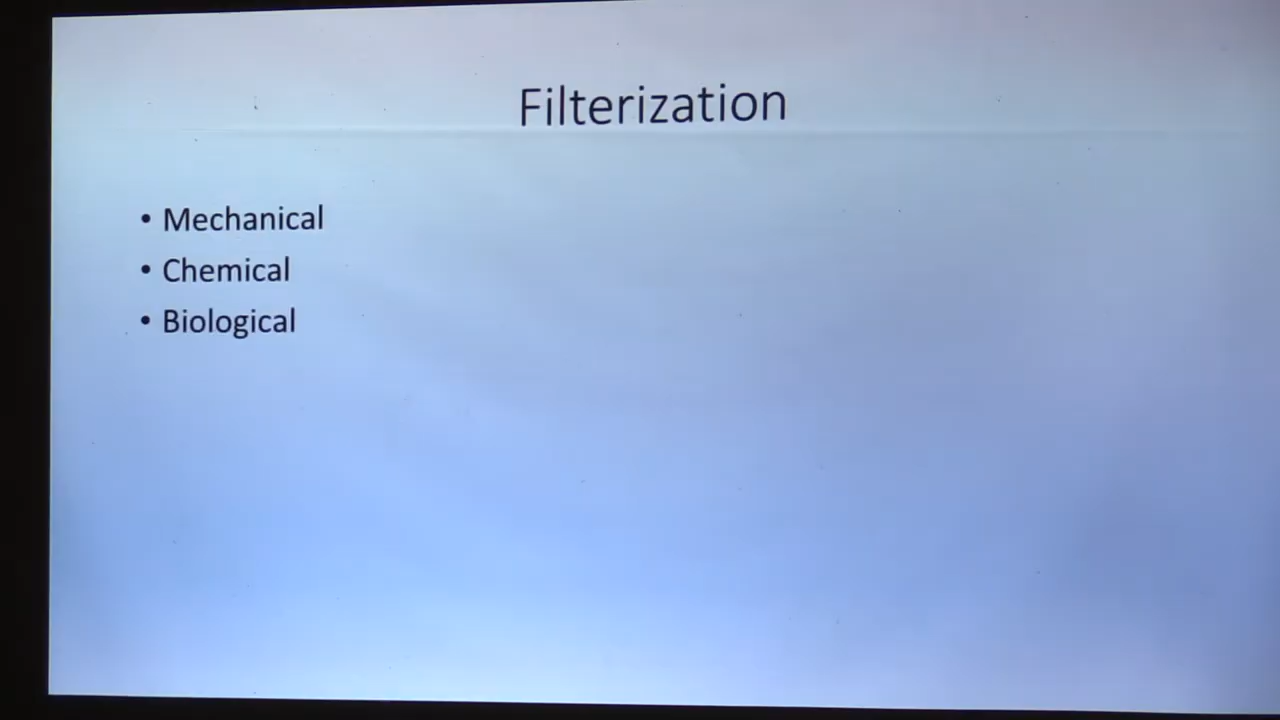 Filterization
• Mechanical
• Chemical
• Biological